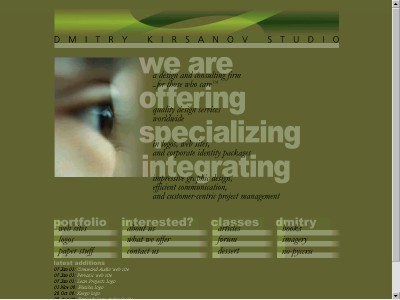 DMITRY KIRSANOV STUDIO
we are
a design and consulting firm
...for those who care™
offering
quality design services
worldwide
specializing
in logos, web sites,
and corporate identity packages
integrating
impressive graphic design,
efficient communication,
and customer-centric project management
portfolio interested? classes dmitry
web sites about us articles books
logos what we offer forum imagery
paper stuff contact us dessert по-русски
latest additions